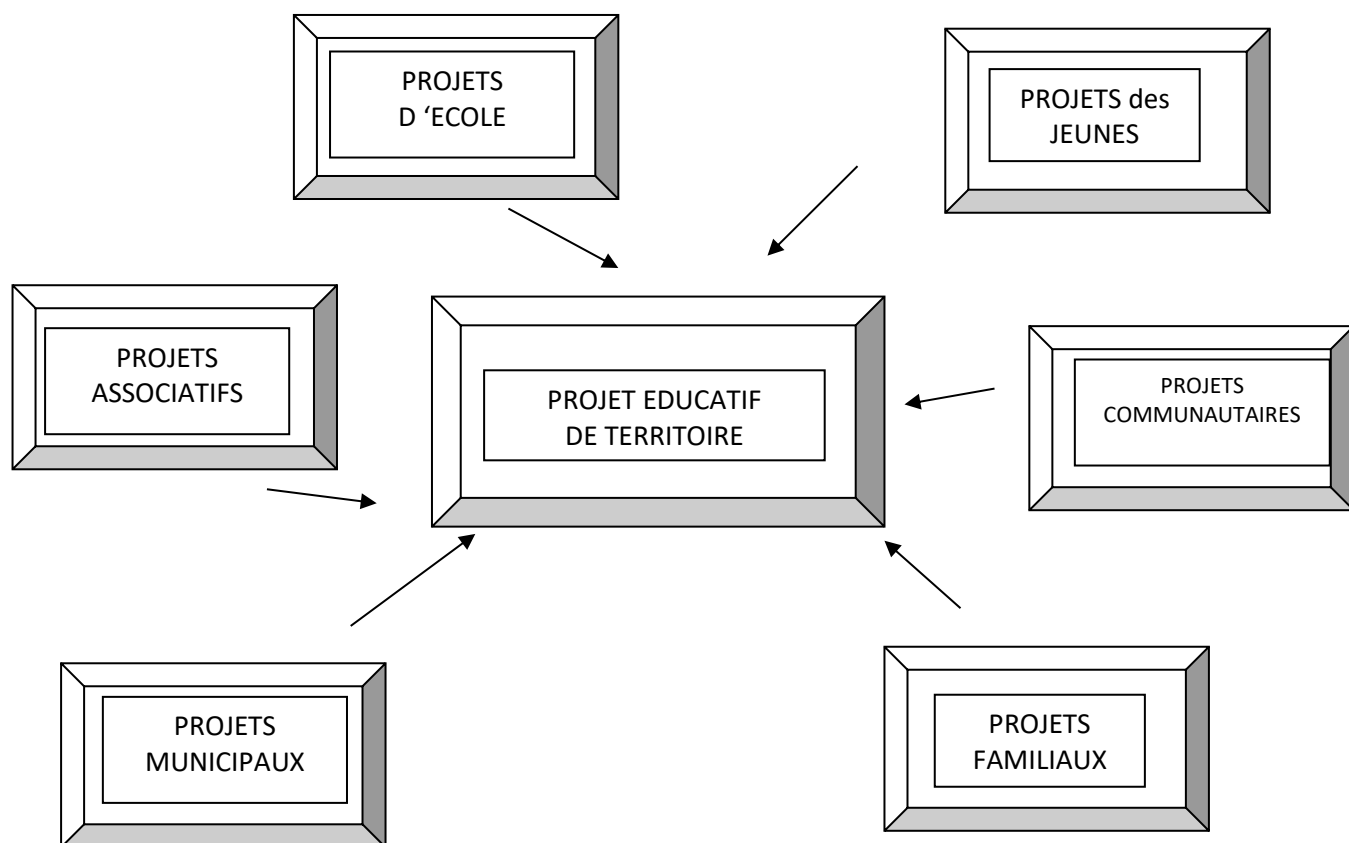 PROJETS
D ‘ECOLE
PROJETS des
JEUNES
PROJETS
ASSOCIATIFS
PROJET EDUCATIF
DE TERRITOIRE
PROJETS
COMMUNAUTAIRES
PROJETS
MUNICIPAUX
PROJETS
FAMILIAUX